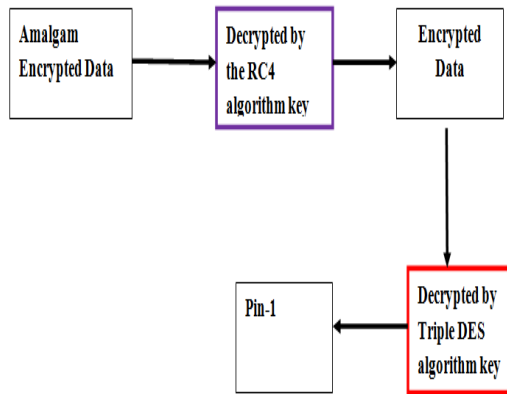 Amalgam
Encrypted Data
Decrypted by
the RC4
algorithm key
Encrypted
Data
Decrypted by
Triple DES
algorithm key
Pin-1